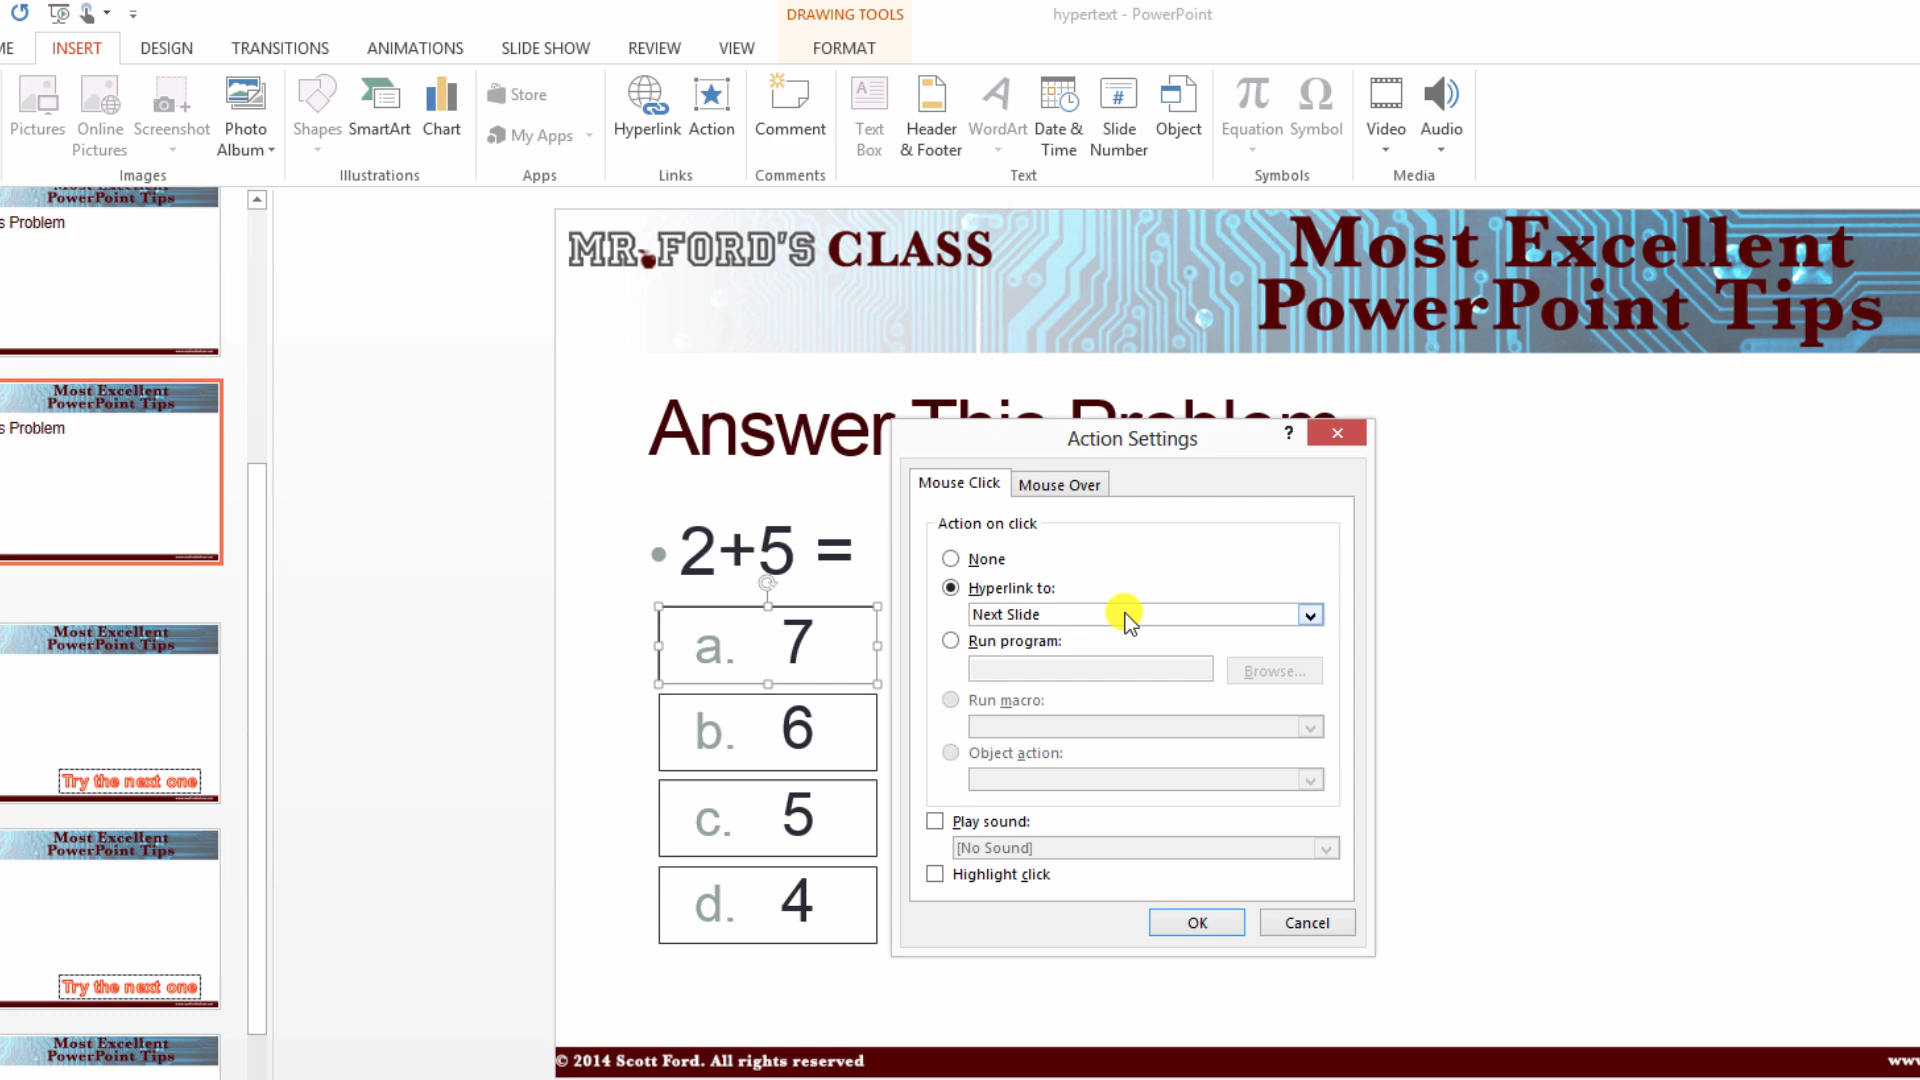 DRAWING TOOLS
hypertext - PowerPoint
ME INSERT DESIGN TRANSITIONS ANIMATIONS SLIDE SHOW REVIEW VIEW FORMAT
Pictures
Online
Pictures
Screenshot
Photo
Album
Images
Shapes
SmartArt
Chart
Illustrations
Store
My Apps
Apps
Hyperlink
Action
Links
Comment
Comments
A
Text
Box
Header
& Footer
A
WordArt
Date &
Time
#
Slide
Number
Object
Text
π
Equation
Ω
Symbol
Symbols
Video
Audio
Media
Most Excellent
PowerPoint Tips
s Problem
Most Excellent
PowerPoint Tips
s Problem
Most Excellent
PowerPoint Tips
Try the next one
Most Excellent
PowerPoint Tips
Try the next one
Most Excellent
PowerPoint Tips
MR.FORD'S CLASS
Most Excellent
PowerPoint Tips
Answer This Problem
• 2+5 =
a. 7
b. 6
c. 5
d. 4
Action Settings
?
Mouse Click
Mouse Over
Action on click
None
Hyperlink to:
Next Slide
Run program:
Browse...
Run macro:
Object action:
Play sound:
[No Sound]
Highlight click
OK
Cancel
© 2014 Scott Ford. All rights reserved
www